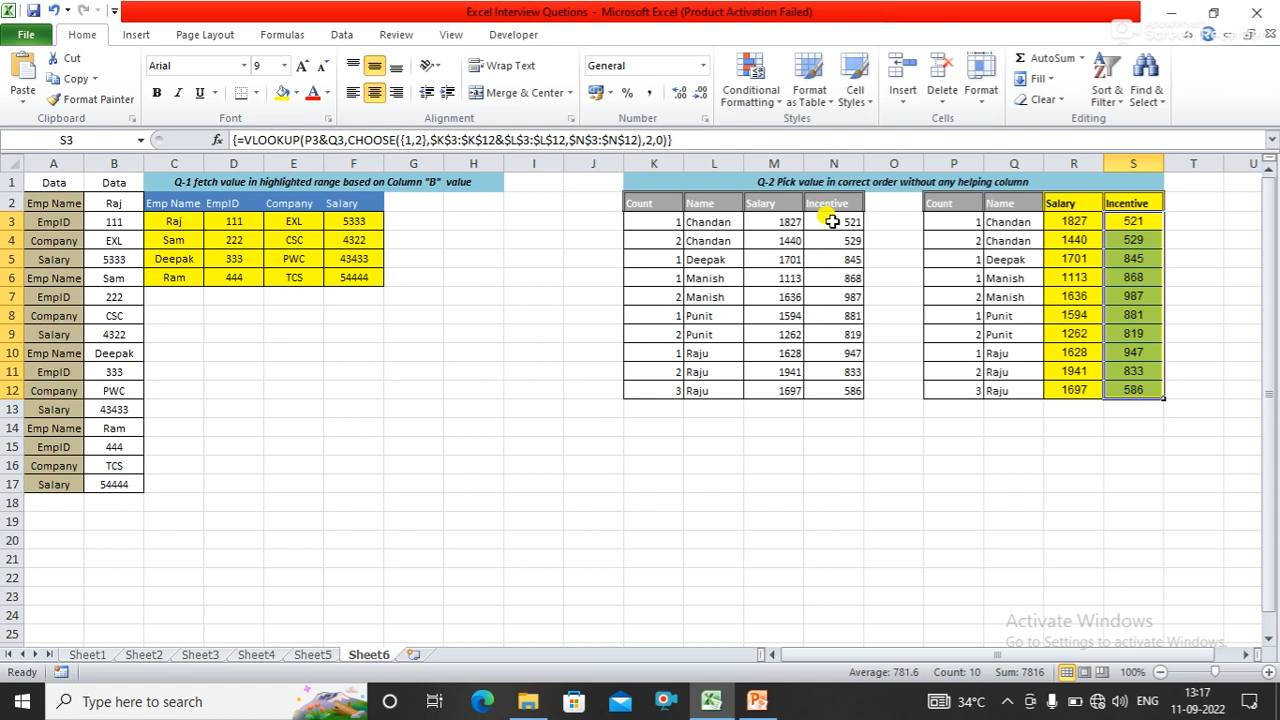 Excel Interview Quetions - Microsoft Excel (Product Activation Failed)
File Home Insert Page Layout Formulas Data Review View Developer
Paste Cut Copy Format Painter Clipboard
Arial 9 Font
Wrap Text Merge & Center Alignment
General Number
Conditional Formatting Format as Table Cell Styles Styles
Insert Delete Format Cells
AutoSum Fill Clear Sort & Filter Find & Select Editing
S3 fx {=VLOOKUP(P3&Q3,CHOOSE({1,2},$K$3:$K$12&$L$3:$L$12,$N$3:$N$12),2,0)}
A B C D E F G H I J K L M N O P Q R S T U
1 Data Data Q-1 fetch value in highlighted range based on Column "B" value Q-2 Pick value in correct order without any helping column
2 Emp Name Raj Emp Name EmpID Company Salary Count Name Salary Incentive Count Name Salary Incentive
3 EmpID 111 Raj 111 EXL 5333 1 Chandan 1827 521 1 Chandan 1827 521
4 Company EXL Sam 222 CSC 4322 2 Chandan 1440 529 2 Chandan 1440 529
5 Salary 5333 Deepak 333 PWC 43433 1 Deepak 1701 845 1 Deepak 1701 845
6 Emp Name Sam Ram 444 TCS 54444 1 Manish 1113 868 1 Manish 1113 868
7 EmpID 222 2 Manish 1636 987 2 Manish 1636 987
8 Company CSC 1 Punit 1594 881 1 Punit 1594 881
9 Salary 4322 2 Punit 1262 819 2 Punit 1262 819
10 Emp Name Deepak 1 Raju 1628 947 1 Raju 1628 947
11 EmpID 333 2 Raju 1941 833 2 Raju 1941 833
12 Company PWC 3 Raju 1697 586 3 Raju 1697 586
13 Salary 43433
14 Emp Name Ram
15 EmpID 444
16 Company TCS
17 Salary 54444
18
19
20
21
22
23
24
25
Activate Windows
Go to Settings to activate Windows.
Sheet1 Sheet2 Sheet3 Sheet4 Sheet5 Sheet6
Ready Average: 781.6 Count: 10 Sum: 7816 100%
Type here to search 34°C ENG 13:17
11-09-2022